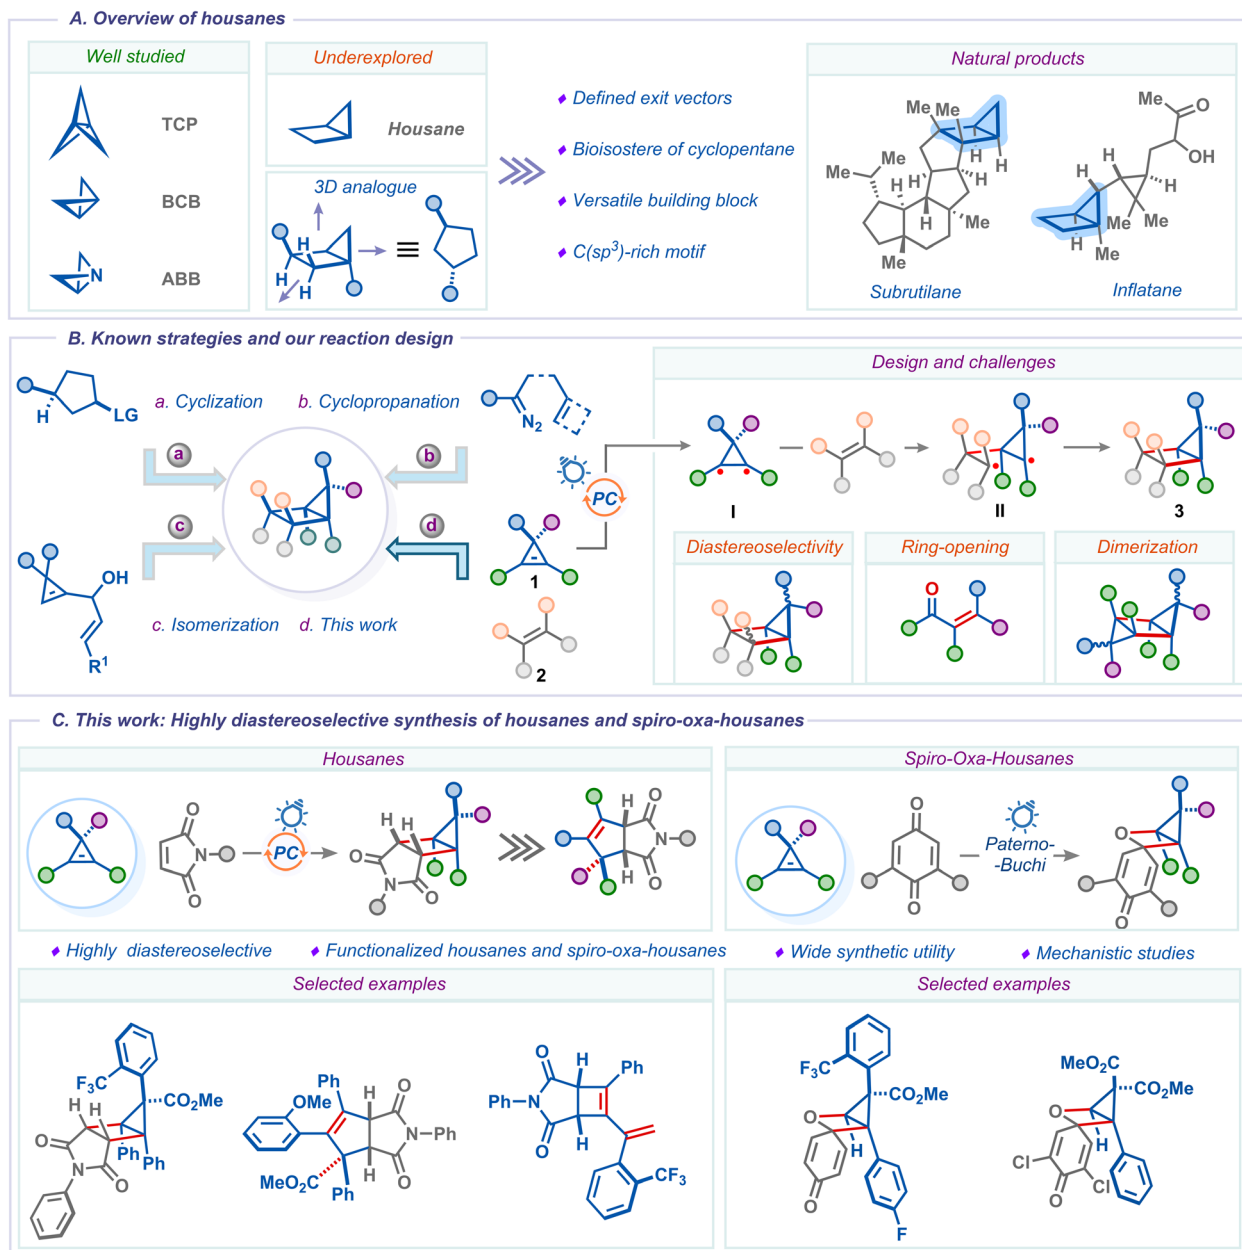 A. Overview of housanes
Well studied
Underexplored
Natural products
TCP
BCB
N
ABB
Housane
3D analogue
H
H
H
≡
♦ Defined exit vectors
♦ Bioisostere of cyclopentane
♦ Versatile building block
♦ C(sp³)-rich motif
Me Me
Me
Me
H
H
H
H
H
Me
Me
Subrutilane
Me
O
OH
H
H
H
Me
Me
Me
H
Inflatane
B. Known strategies and our reaction design
H
LG
a. Cyclization
b. Cyclopropanation
N₂
a
b
c
d
OH
R¹
c. Isomerization
d. This work
PC
1
2
Design and challenges
I
II
3
Diastereoselectivity
Ring-opening
Dimerization
O
C. This work: Highly diastereoselective synthesis of housanes and spiro-oxa-housanes
Housanes
Spiro-Oxa-Housanes
O
N
O
PC
H H
O
N
O
H
O
N
H
O
O
O
Paterno-
-Buchi
O
O
♦ Highly diastereoselective
♦ Functionalized housanes and spiro-oxa-housanes
♦ Wide synthetic utility
♦ Mechanistic studies
Selected examples
Selected examples
F₃C
H
H
CO₂Me
O
N
O
Ph
Ph
Ph
OMe
H
O
N
Ph
O
H
MeO₂C
Ph
O
H
Ph
Ph
N
O
H
CF₃
F₃C
CO₂Me
O
H
O
F
MeO₂C
CO₂Me
O
H
Cl
Cl
O